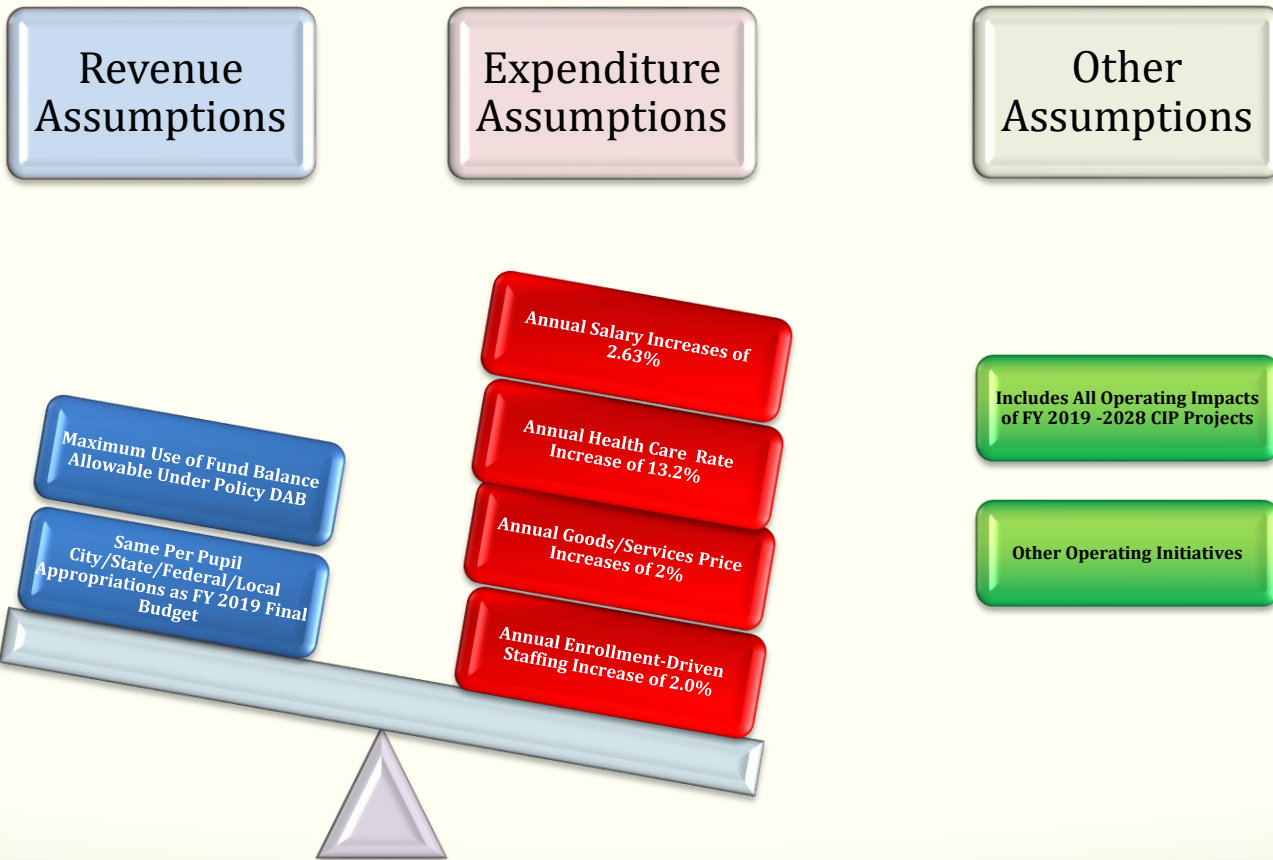 Revenue
Assumptions
Expenditure
Assumptions
Other
Assumptions
Maximum Use of Fund Balance
Allowable Under Policy DAB
Same Per Pupil
City/State/Federal/Local
Appropriations as FY 2019 Final
Budget
Annual Salary Increases of
2.63%
Annual Health Care Rate
Increase of 13.2%
Annual Goods/Services Price
Increases of 2%
Annual Enrollment-Driven
Staffing Increase of 2.0%
Includes All Operating Impacts
of FY 2019 -2028 CIP Projects
Other Operating Initiatives